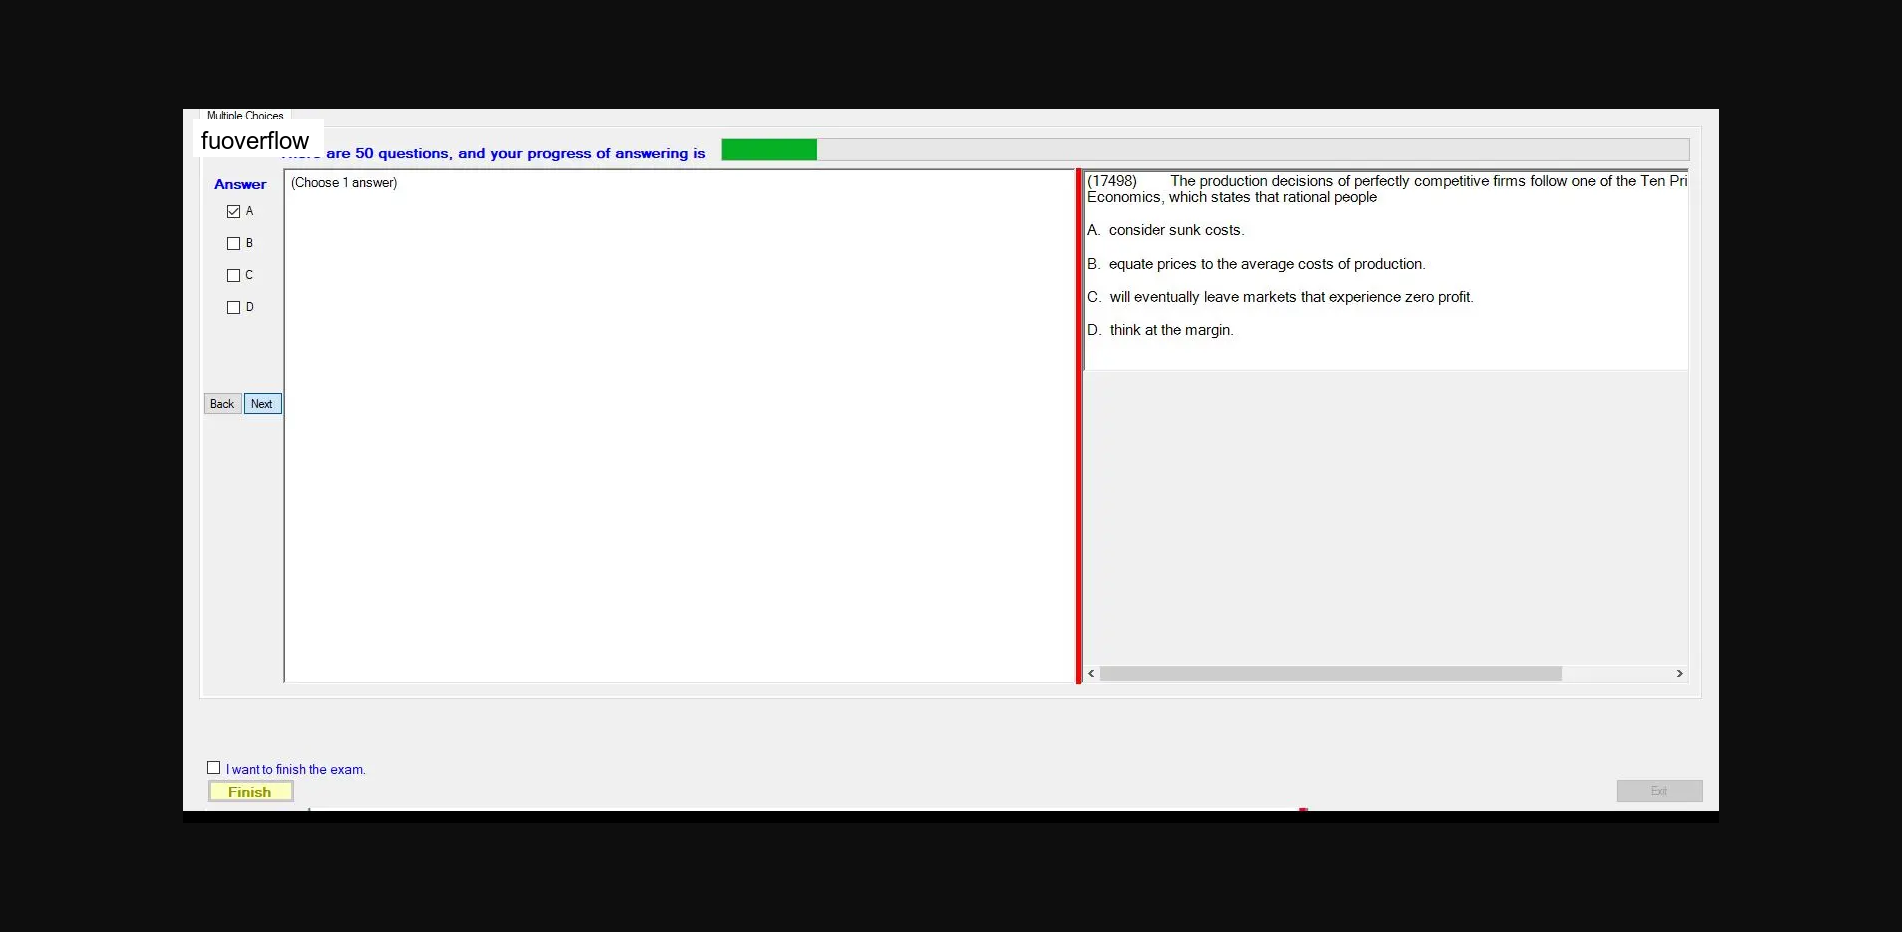 Multiple Choices
fuoverflow
are 50 questions, and your progress of answering is
Answer
A
B
C
D
Back Next
(Choose 1 answer)
(17498) The production decisions of perfectly competitive firms follow one of the Ten Pri
Economics, which states that rational people
A. consider sunk costs.
B. equate prices to the average costs of production.
C. will eventually leave markets that experience zero profit.
D. think at the margin.
I want to finish the exam.
Finish
Exit